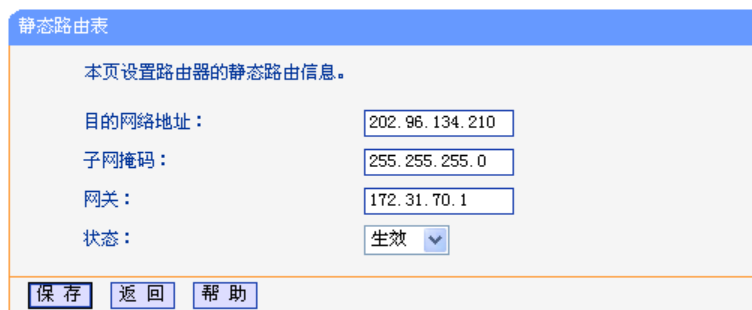 静态路由表
本页设置路由器的静态路由信息。
目的网络地址： 202.96.134.210
子网掩码： 255.255.255.0
网关： 172.31.70.1
状态： 生效
保 存 返 回 帮 助